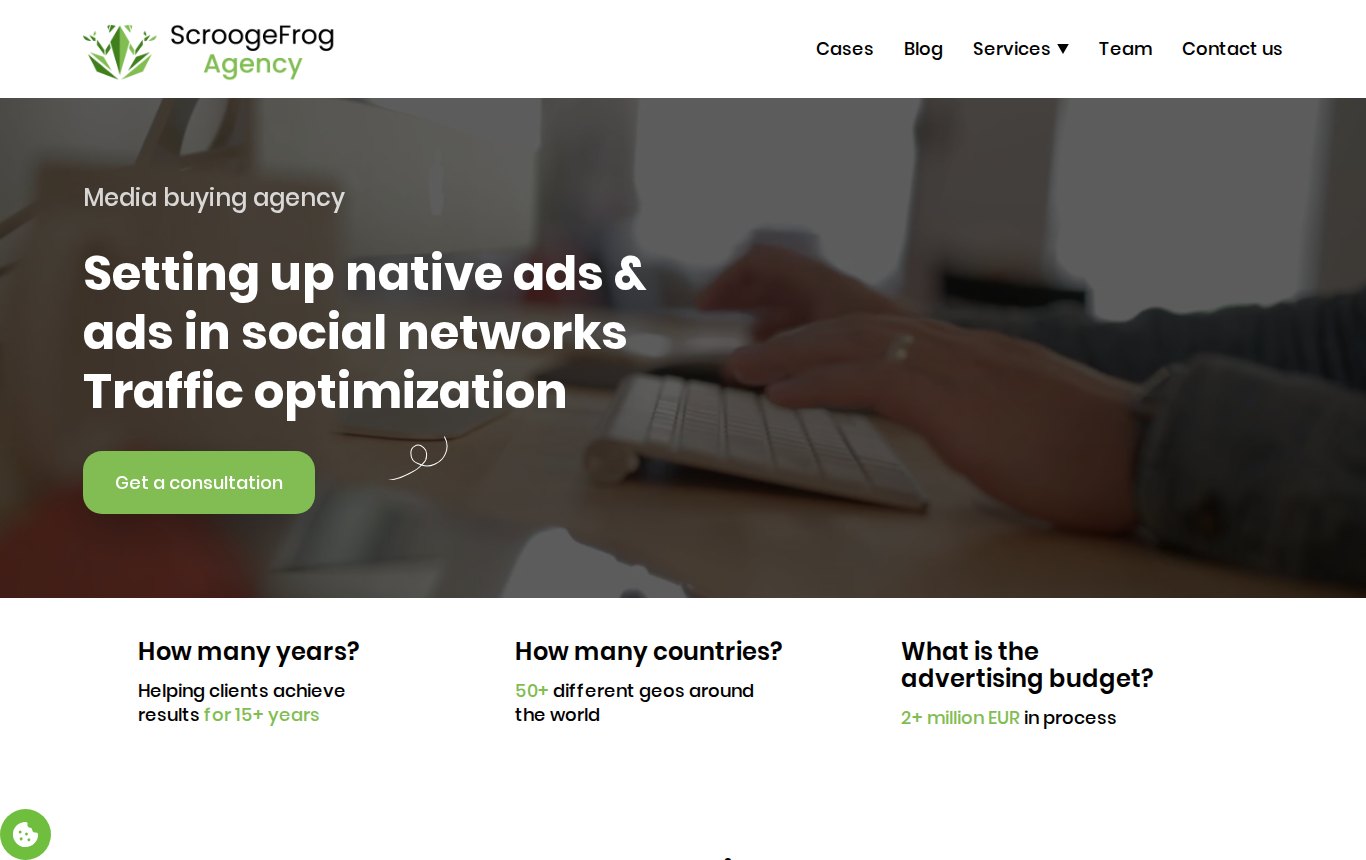 ScroogeFrog
Agency
Cases
Blog
Services
Team
Contact us
Media buying agency
Setting up native ads &
ads in social networks
Traffic optimization
Get a consultation
How many years?
Helping clients achieve
results for 15+ years
How many countries?
50+ different geos around
the world
What is the
advertising budget?
2+ million EUR in process